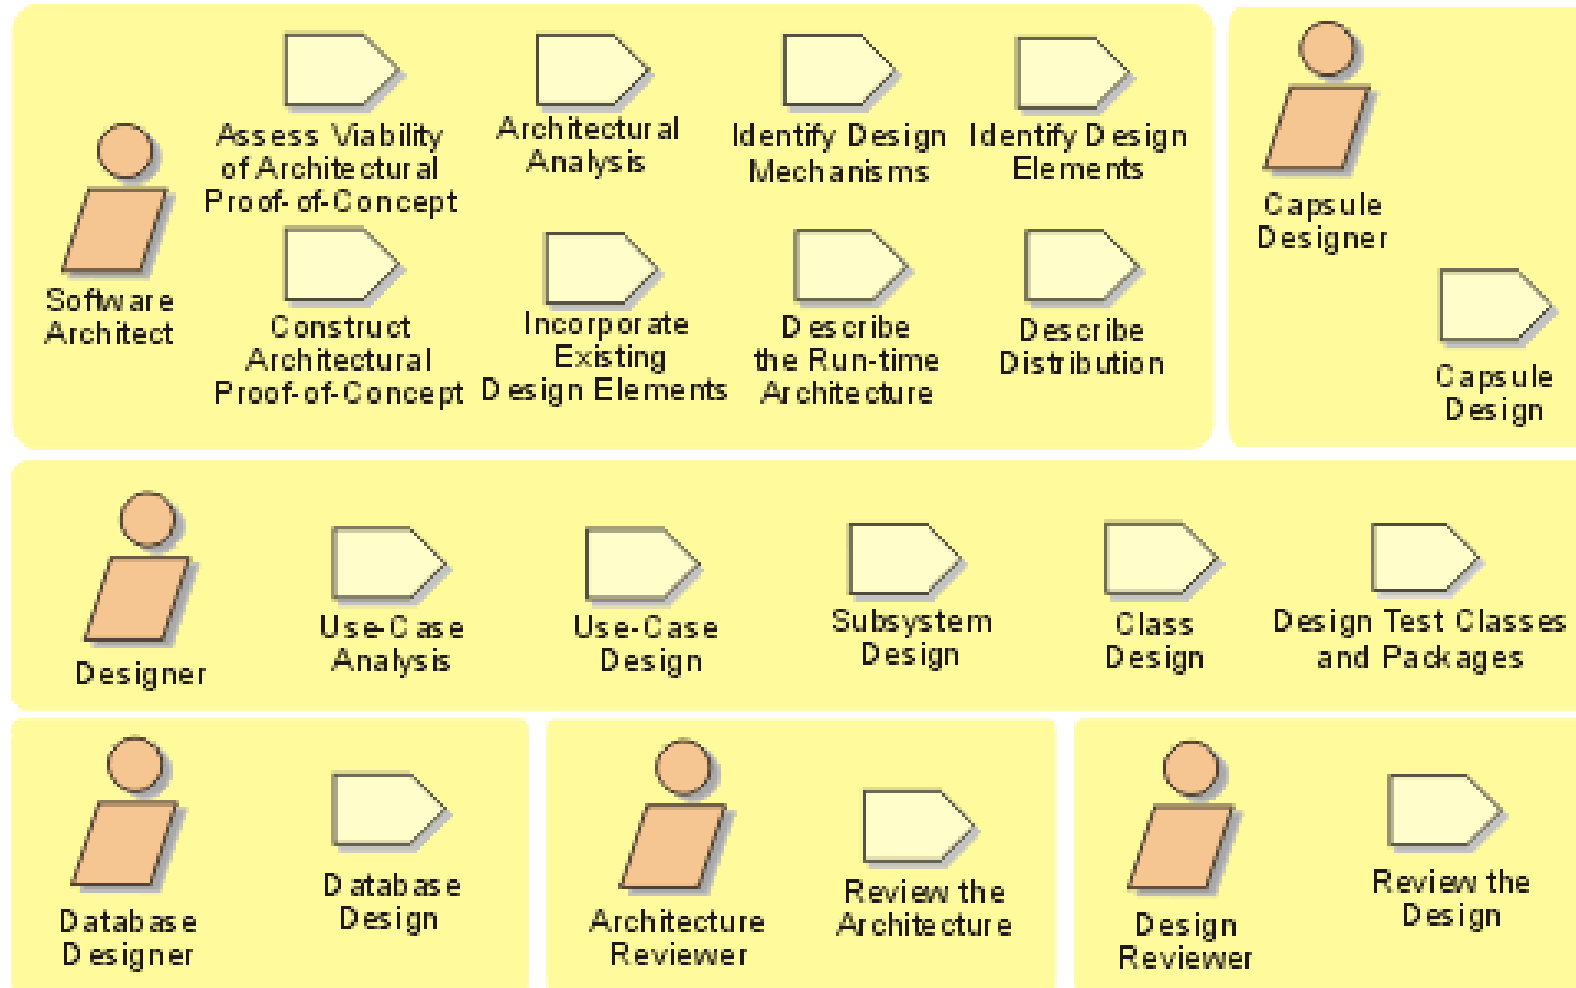 Software
Architect
Assess Viability
of Architectural
Proof-of-Concept
Architectural
Analysis
Identify Design
Mechanisms
Identify Design
Elements
Construct
Architectural
Proof-of-Concept
Incorporate
Existing
Design Elements
Describe
the Run-time
Architecture
Describe
Distribution
Capsule
Designer
Capsule
Design
Designer
Use-Case
Analysis
Use-Case
Design
Subsystem
Design
Class
Design
Design Test Classes
and Packages
Database
Designer
Database
Design
Architecture
Reviewer
Review the
Architecture
Design
Reviewer
Review the
Design